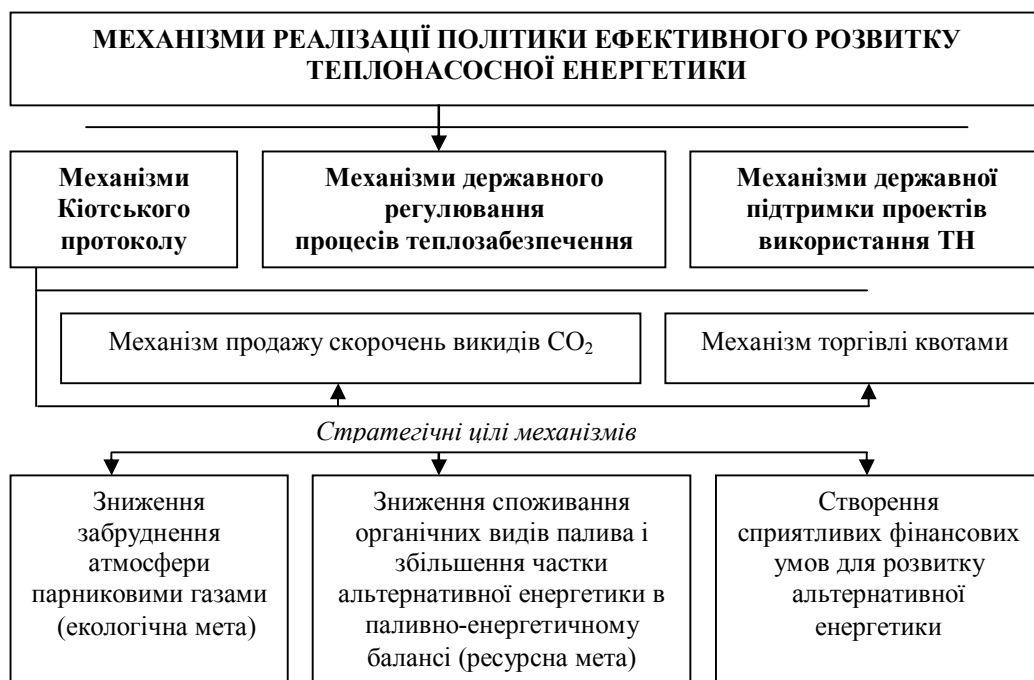 МЕХАНІЗМИ РЕАЛІЗАЦІЇ ПОЛІТИКИ ЕФЕКТИВНОГО РОЗВИТКУ
ТЕПЛОНАСОСНОЇ ЕНЕРГЕТИКИ
Механізми
Кіотського
протоколу
Механізми державного
регулювання
процесів теплозабезпечення
Механізми державної
підтримки проектів
використання ТН
Механізм продажу скорочень викидів СО₂
Механізм торгівлі квотами
Стратегічні цілі механізмів
Зниження
забруднення
атмосфери
парниковими газами
(екологічна мета)
Зниження споживання
органічних видів палива і
збільшення частки
альтернативної енергетики в
паливно-енергетичному
балансі (ресурсна мета)
Створення
сприятливих фінансових
умов для розвитку
альтернативної
енергетики